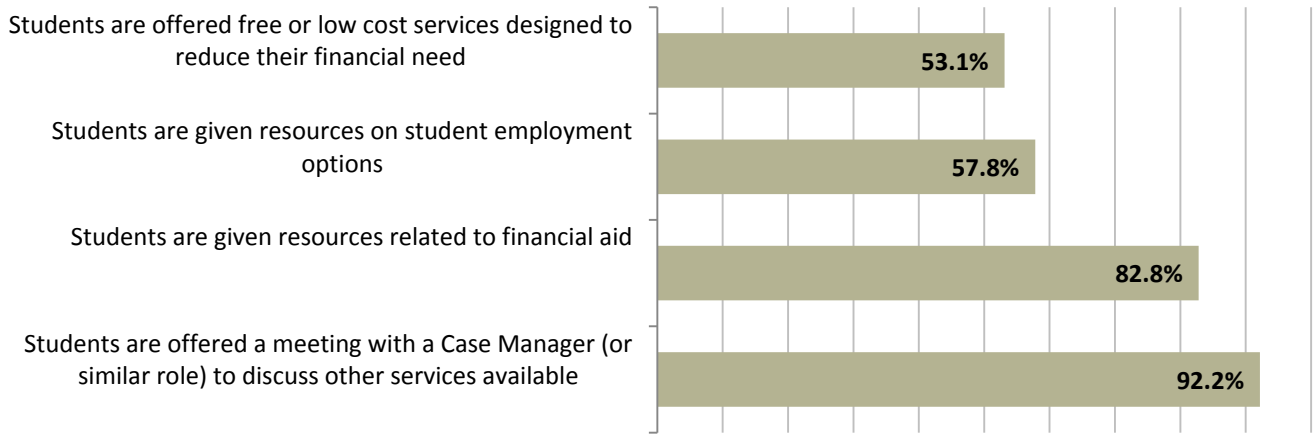 Students are offered free or low cost services designed to
reduce their financial need
53.1%
Students are given resources on student employment
options
57.8%
Students are given resources related to financial aid
82.8%
Students are offered a meeting with a Case Manager (or
similar role) to discuss other services available
92.2%